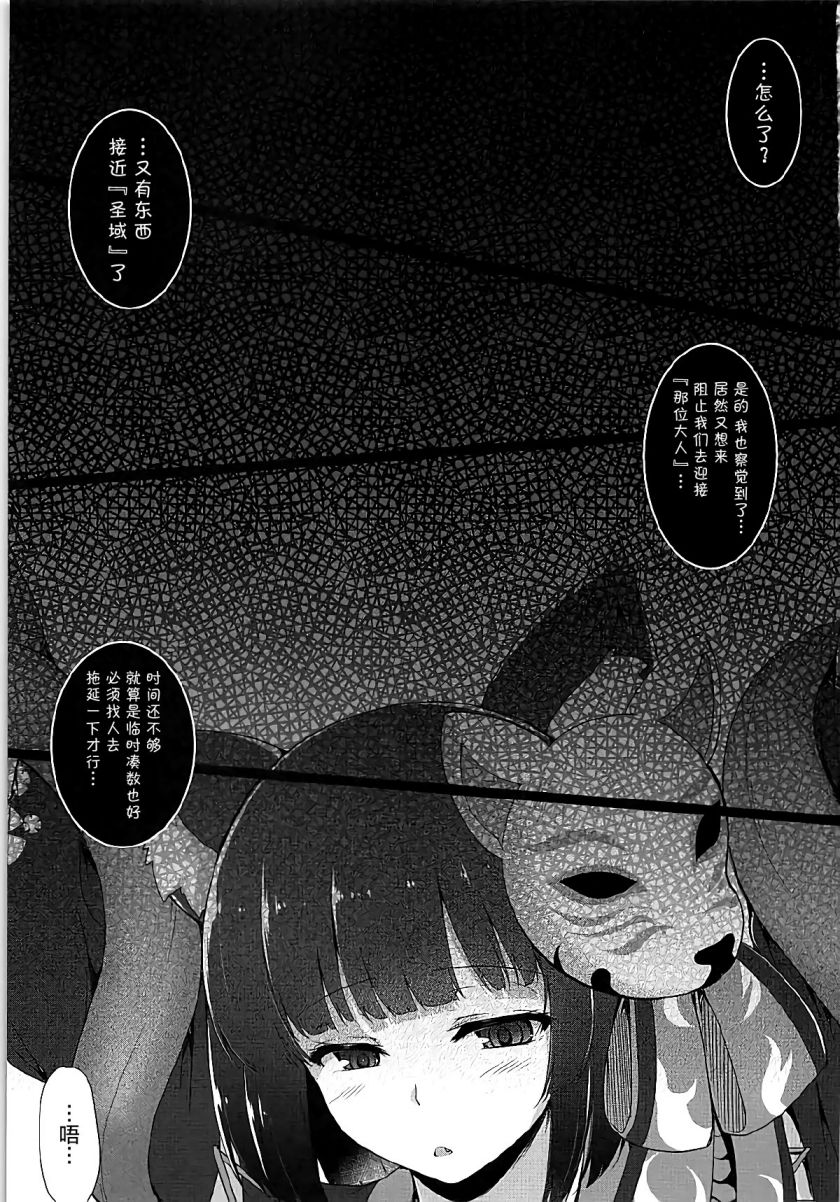 …怎么了？
…又有东西
接近『圣域』了
是的 我也察觉到了…
居然又想来
阻止我们去迎接
『那位大人』…
时间还不够
就算是临时凑数也好
必须找人去
拖延一下才行…
…唔…